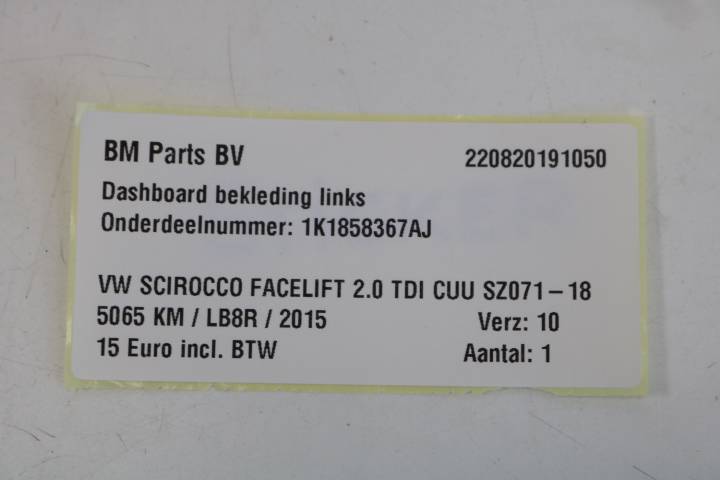 BM Parts BV 220820191050
Dashboard bekleding links
Onderdeelnummer: 1K1858367AJ
VW SCIROCCO FACELIFT 2.0 TDI CUU SZ071-18
5065 KM / LB8R / 2015 Verz: 10
15 Euro incl. BTW Aantal: 1